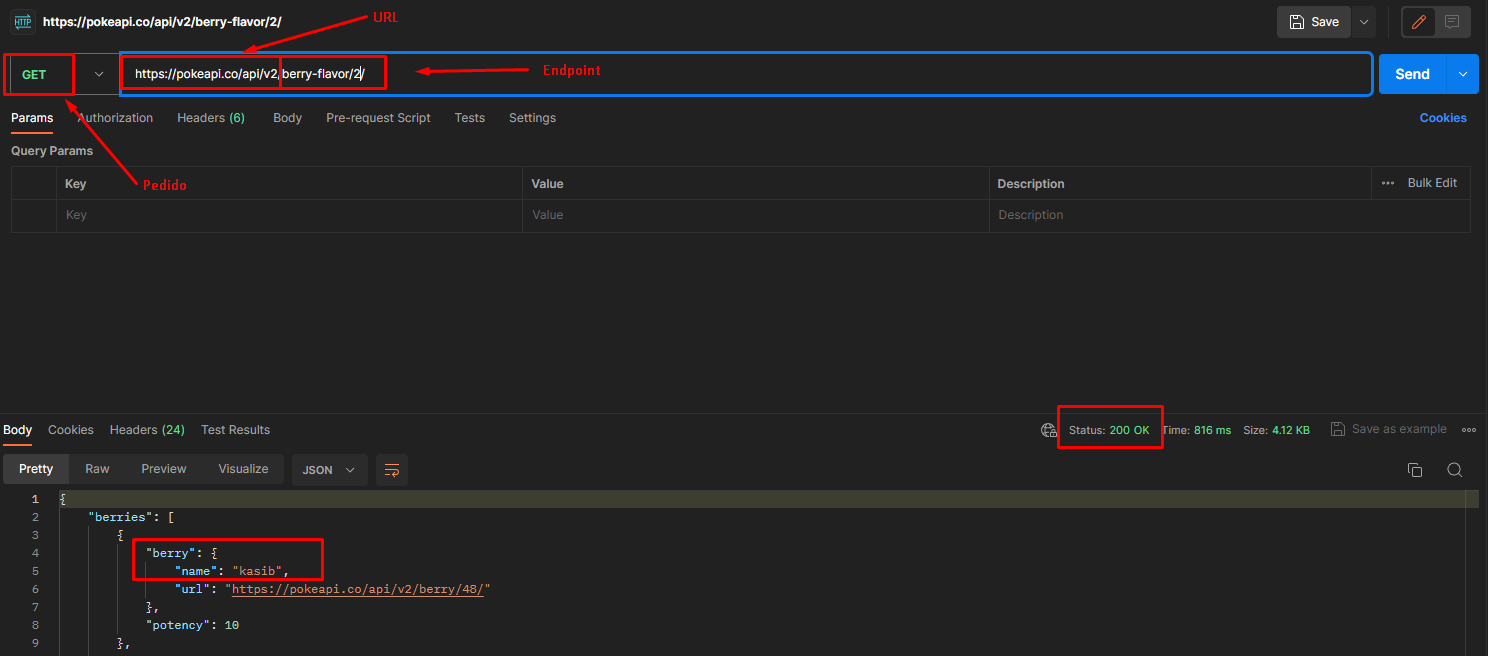 HTTP https://pokeapi.co/api/v2/berry-flavor/2/
URL
Save
GET
https://pokeapi.co/api/v2/berry-flavor/2/
Endpoint
Send
Params Authorization Headers (6) Body Pre-request Script Tests Settings Cookies
Query Params
Pedido
Key Value Description Bulk Edit
Key Value Description
Body Cookies Headers (24) Test Results Status: 200 OK Time: 816 ms Size: 4.12 KB Save as example
Pretty Raw Preview Visualize JSON
1 {
2 "berries": [
3 {
4 "berry": {
5 "name": "kasib",
6 "url": "https://pokeapi.co/api/v2/berry/48/"
7 },
8 "potency": 10
9 },